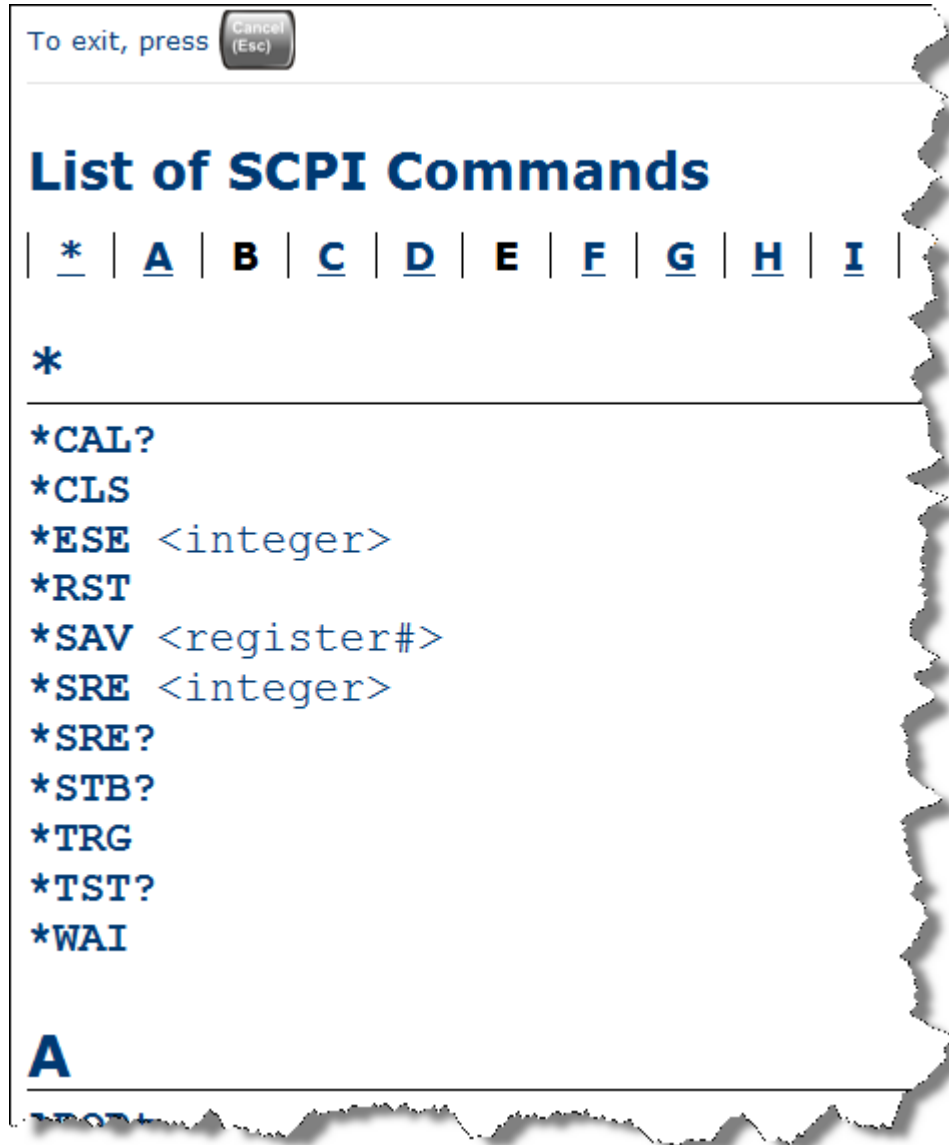 To exit, press Cancel (Esc)
List of SCPI Commands
| * | A | B | C | D | E | F | G | H | I |
*
*CAL?
*CLS
*ESE <integer>
*RST
*SAV <register#>
*SRE <integer>
*SRE?
*STB?
*TRG
*TST?
*WAI
A